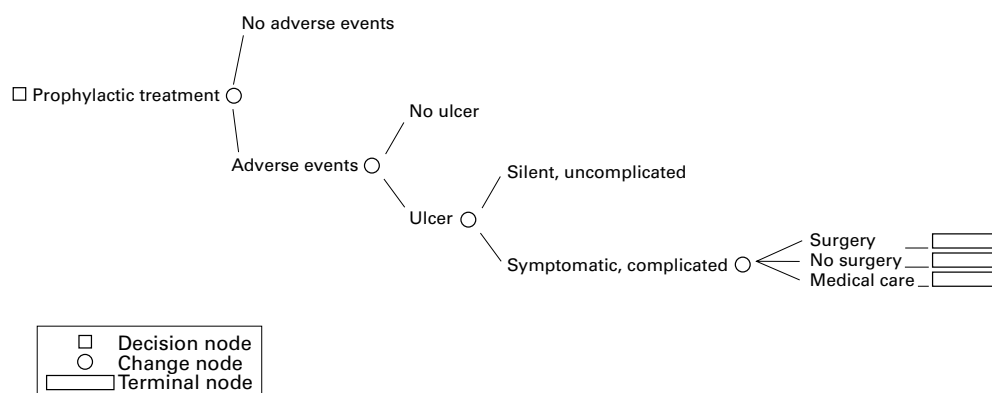 No adverse events
Prophylactic treatment
No ulcer
Adverse events
Silent, uncomplicated
Ulcer
Surgery
Symptomatic, complicated
No surgery
Medical care
Decision node
Change node
Terminal node